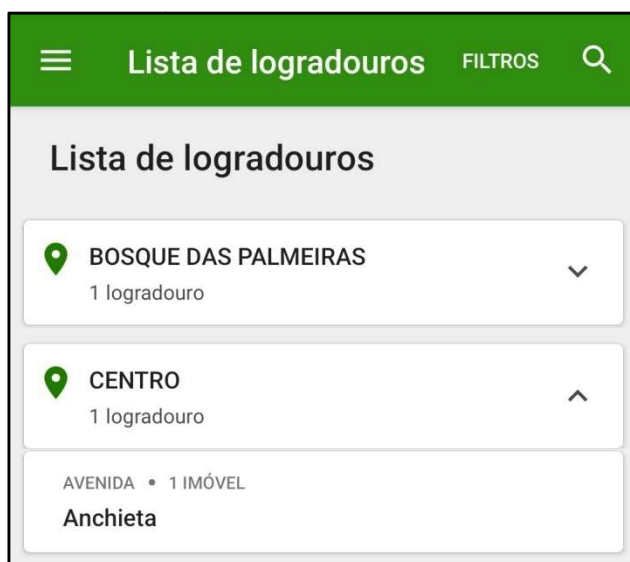 Lista de logradouros FILTROS
Lista de logradouros
BOSQUE DAS PALMEIRAS
1 logradouro
CENTRO
1 logradouro
AVENIDA • 1 IMÓVEL
Anchieta